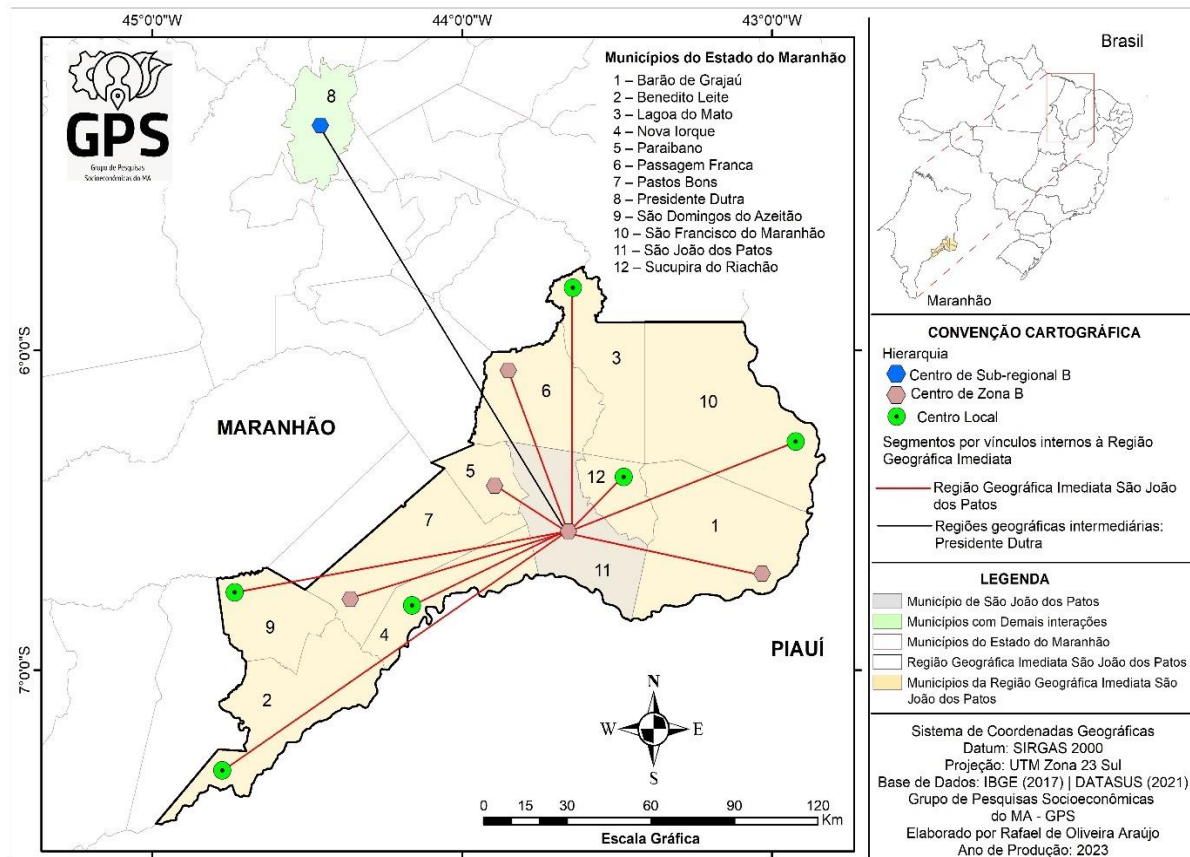 45°0'0"W
44°0'0"W
43°0'0"W
GPS
Grupo de Pesquisas
Socioeconômicas do MA
8
Municípios do Estado do Maranhão
1 – Barão de Grajaú
2 – Benedito Leite
3 – Lagoa do Mato
4 – Nova Iorque
5 – Paraibano
6 – Passagem Franca
7 – Pastos Bons
8 – Presidente Dutra
9 – São Domingos do Azeitão
10 – São Francisco do Maranhão
11 – São João dos Patos
12 – Sucupira do Riachão
6°0'0"S
7°0'0"S
MARANHÃO
3
6
10
5
12
7
1
11
9
4
2
PIAUÍ
N
W
E
S
0 15 30 60 90 120
Km
Escala Gráfica
Brasil
Maranhão
CONVENÇÃO CARTOGRÁFICA
Hierarquia
Centro de Sub-regional B
Centro de Zona B
Centro Local
Segmentos por vínculos internos à Região
Geográfica Imediata
Região Geográfica Imediata São João
dos Patos
Regiões geográficas intermediárias:
Presidente Dutra
LEGENDA
Município de São João dos Patos
Municípios com Demais interações
Municípios do Estado do Maranhão
Região Geográfica Imediata São João dos Patos
Municípios da Região Geográfica Imediata São
João dos Patos
Sistema de Coordenadas Geográficas
Datum: SIRGAS 2000
Projeção: UTM Zona 23 Sul
Base de Dados: IBGE (2017) | DATASUS (2021)
Grupo de Pesquisas Socioeconômicas
do MA - GPS
Elaborado por Rafael de Oliveira Araújo
Ano de Produção: 2023